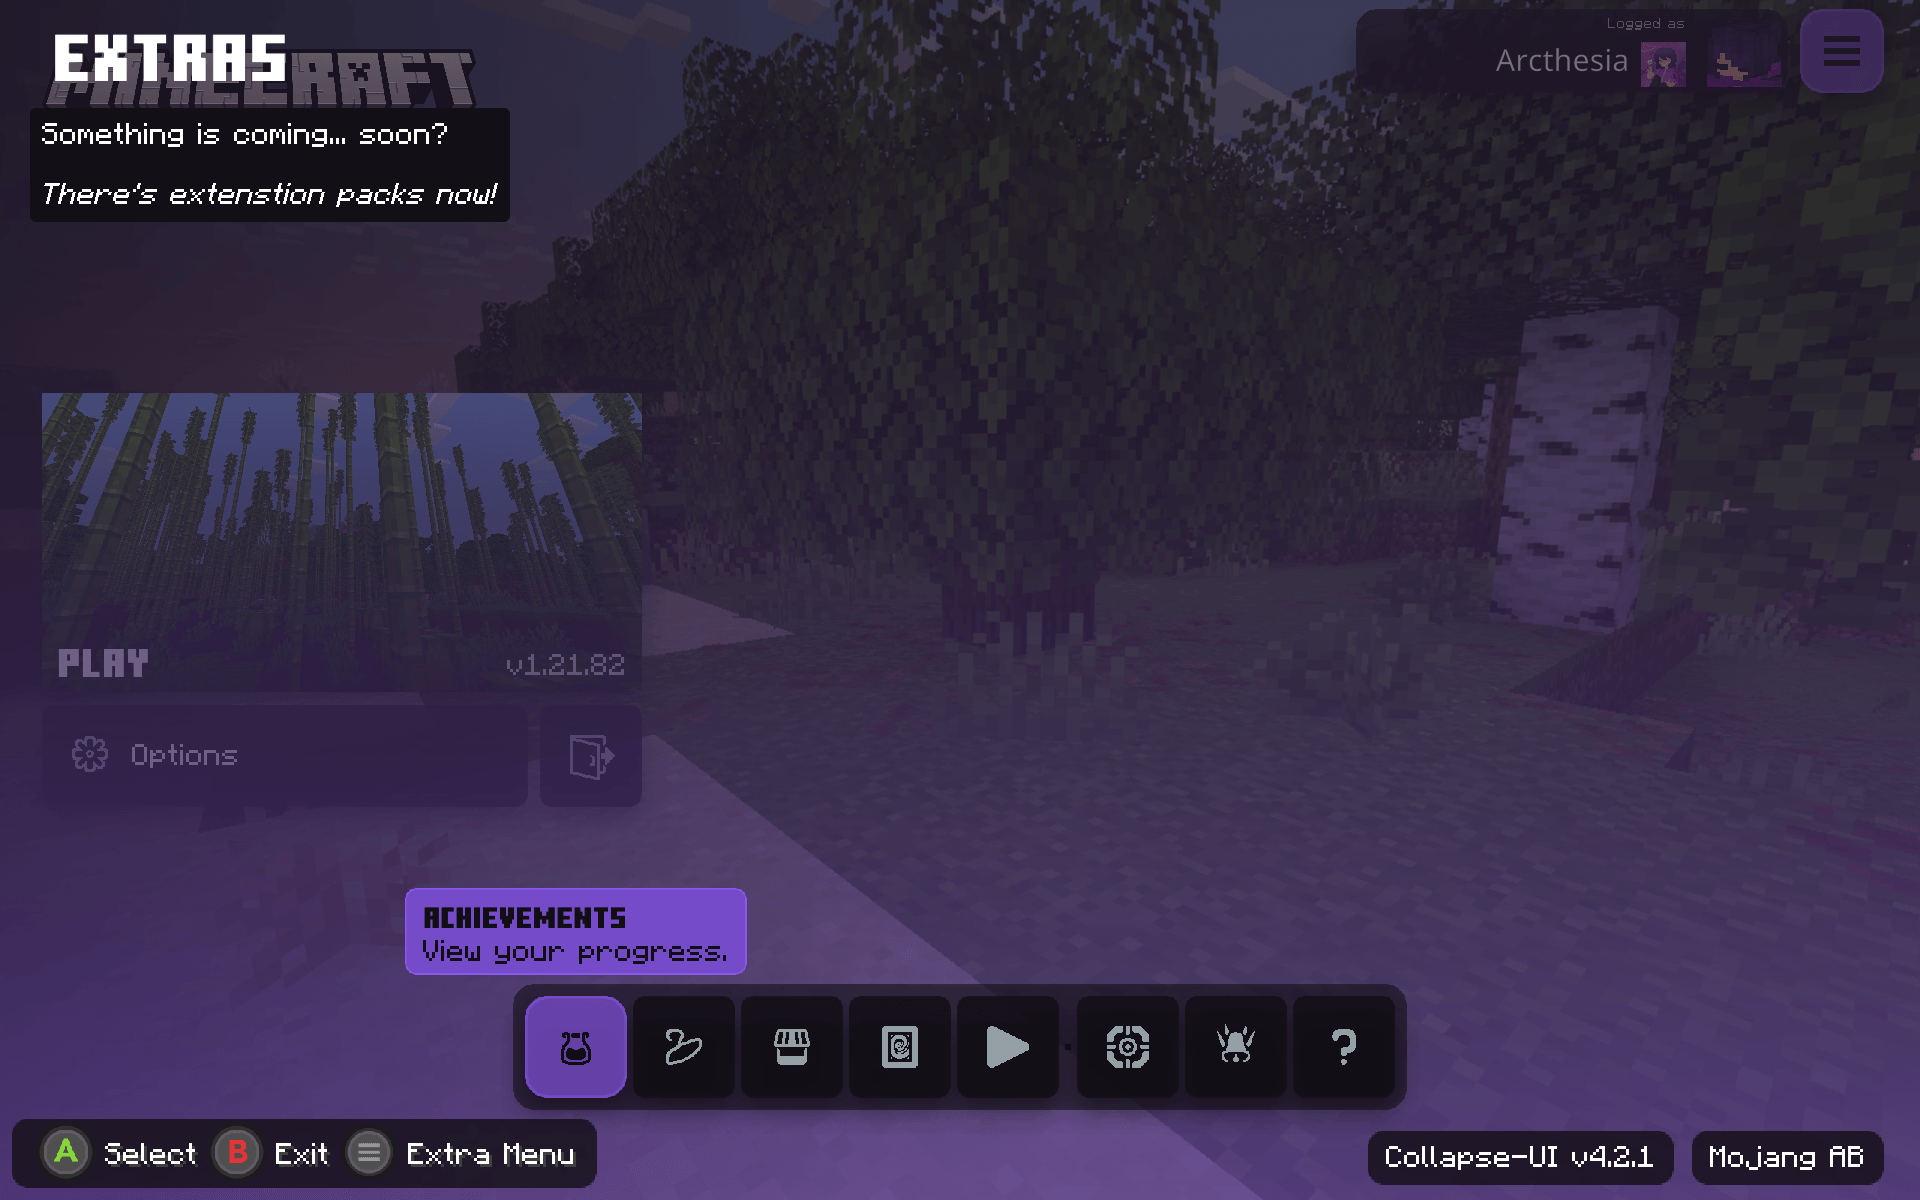 EXTRAS
MINECRAFT
Something is coming... soon?
There's extenstion packs now!
Logged as
Arcthesia
PLAY
v1.21.82
Options
ACHIEVEMENTS
View your progress.
?
A Select B Exit Extra Menu
Collapse-UI v4.2.1
Mojang AB